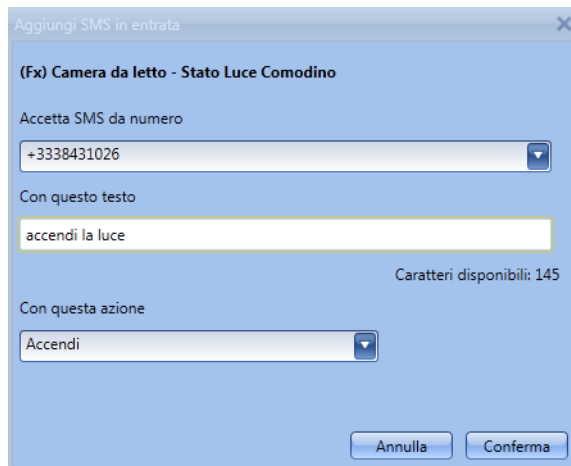 Aggiungi SMS in entrata
(Fx) Camera da letto - Stato Luce Comodino
Accetta SMS da numero
+3338431026
Con questo testo
accendi la luce
Caratteri disponibili: 145
Con questa azione
Accendi
Annulla Conferma